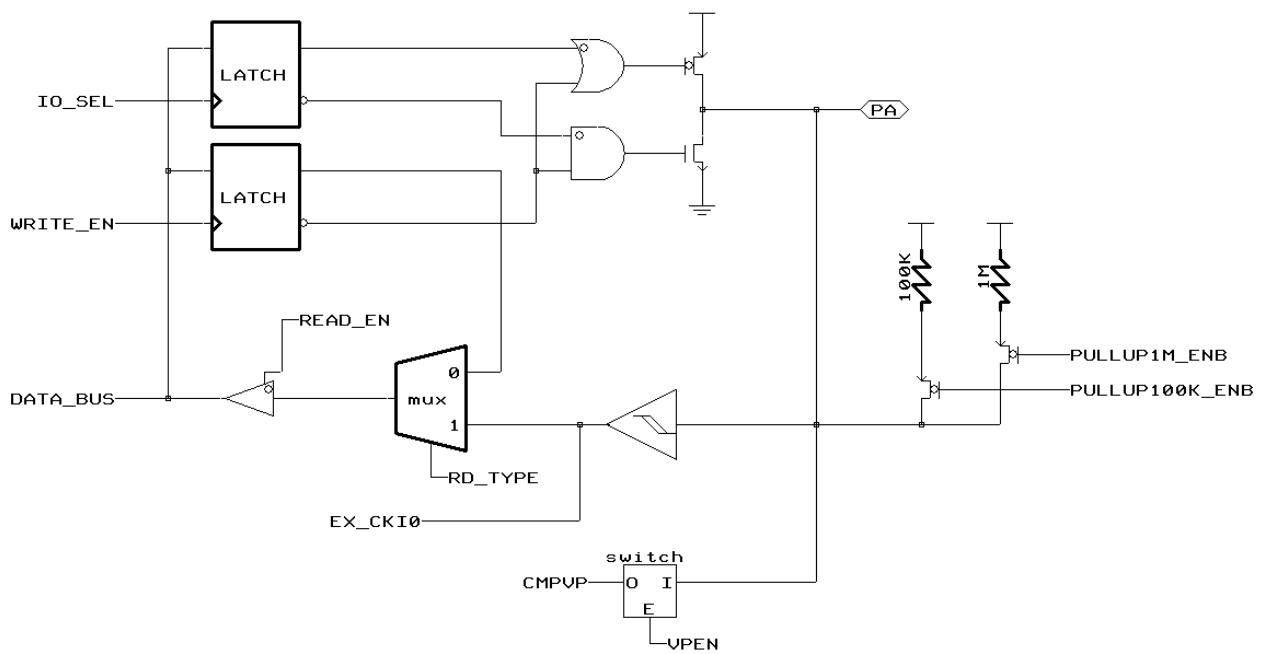 LATCH
IO_SEL
PA
LATCH
WRITE_EN
100K
1M
READ_EN
PULLUP1M_ENB
0
PULLUP100K_ENB
DATA_BUS
mux
1
RD_TYPE
EX_CKI0
switch
CMPVP
O I
E
VPEN